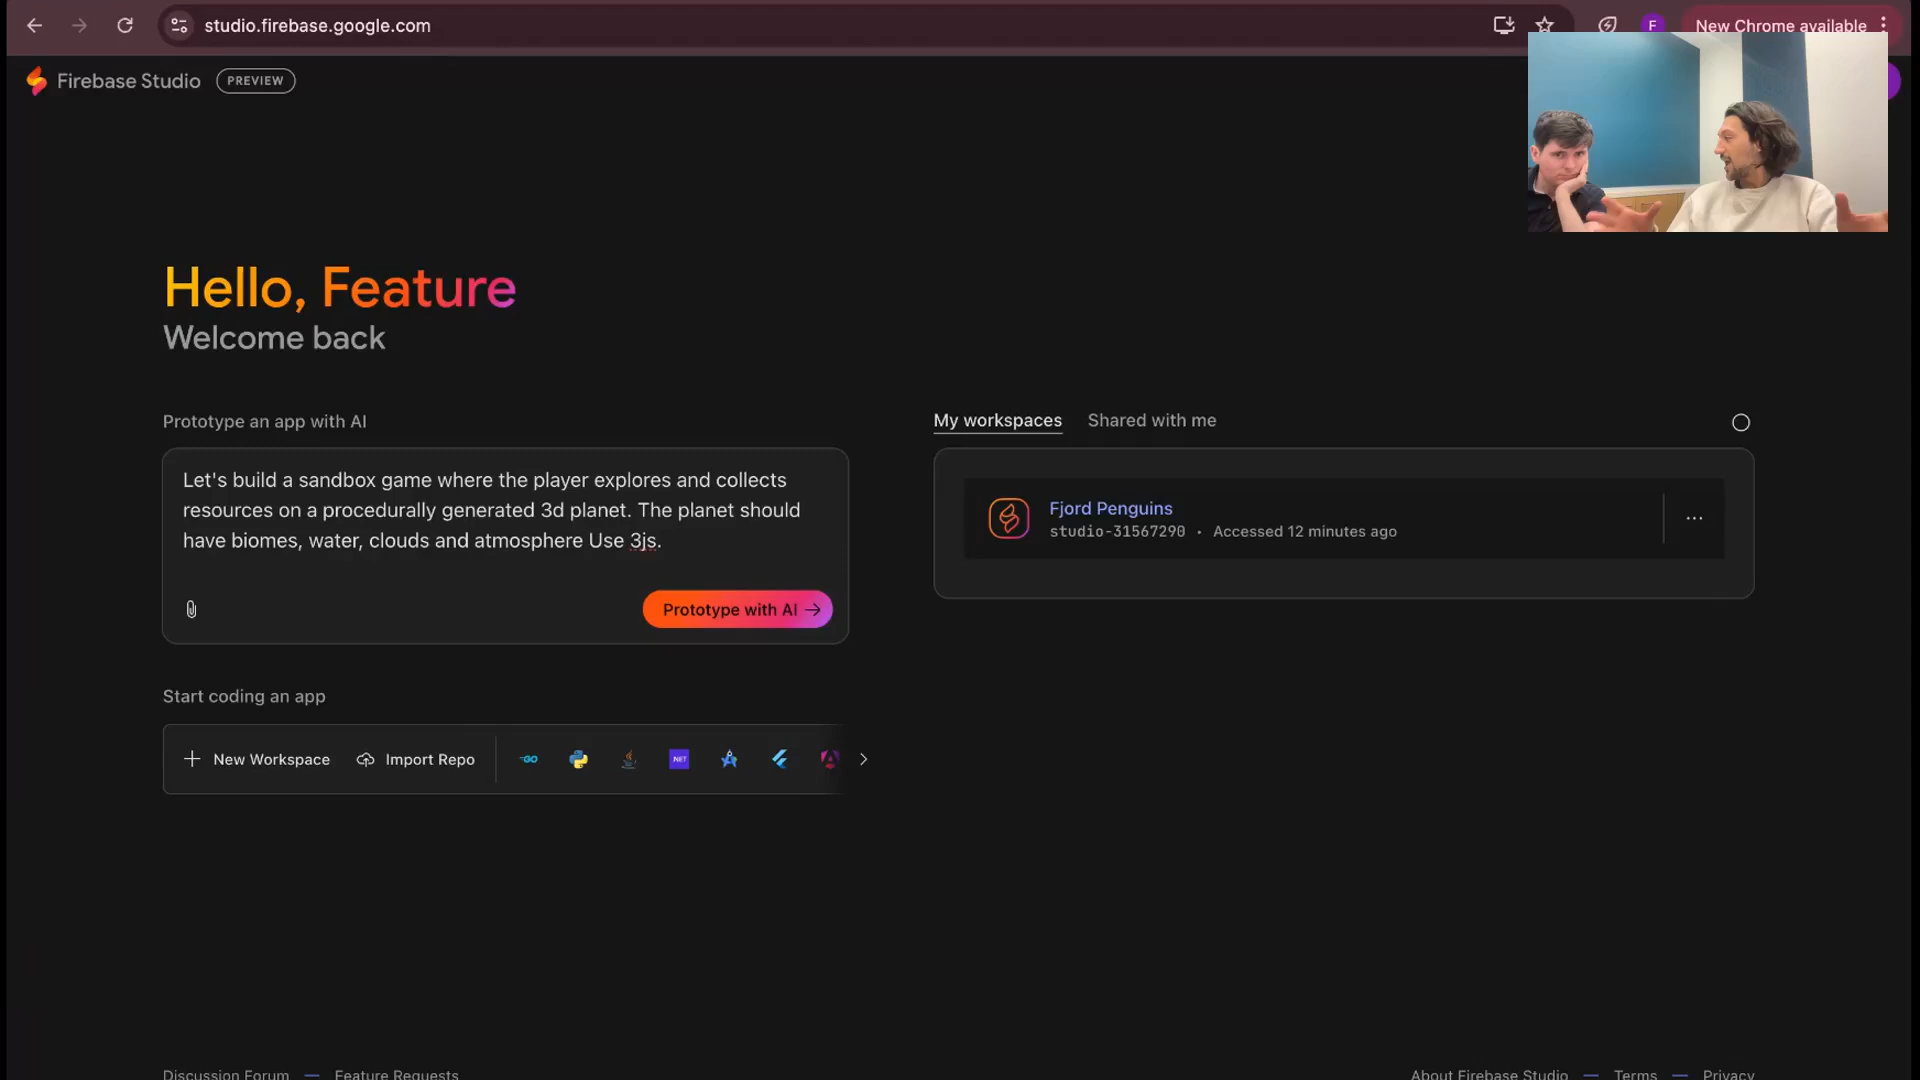 studio.firebase.google.com
F
New Chrome available
Firebase Studio
PREVIEW
Hello, Feature
Welcome back
Prototype an app with AI
Let's build a sandbox game where the player explores and collects
resources on a procedurally generated 3d planet. The planet should
have biomes, water, clouds and atmosphere Use 3js.
Prototype with AI
My workspaces
Shared with me
Fjord Penguins
studio-31567290 · Accessed 12 minutes ago
Start coding an app
New Workspace
Import Repo
GO
NET
Discussion Forum — Feature Requests
About Firebase Studio — Terms — Privacy